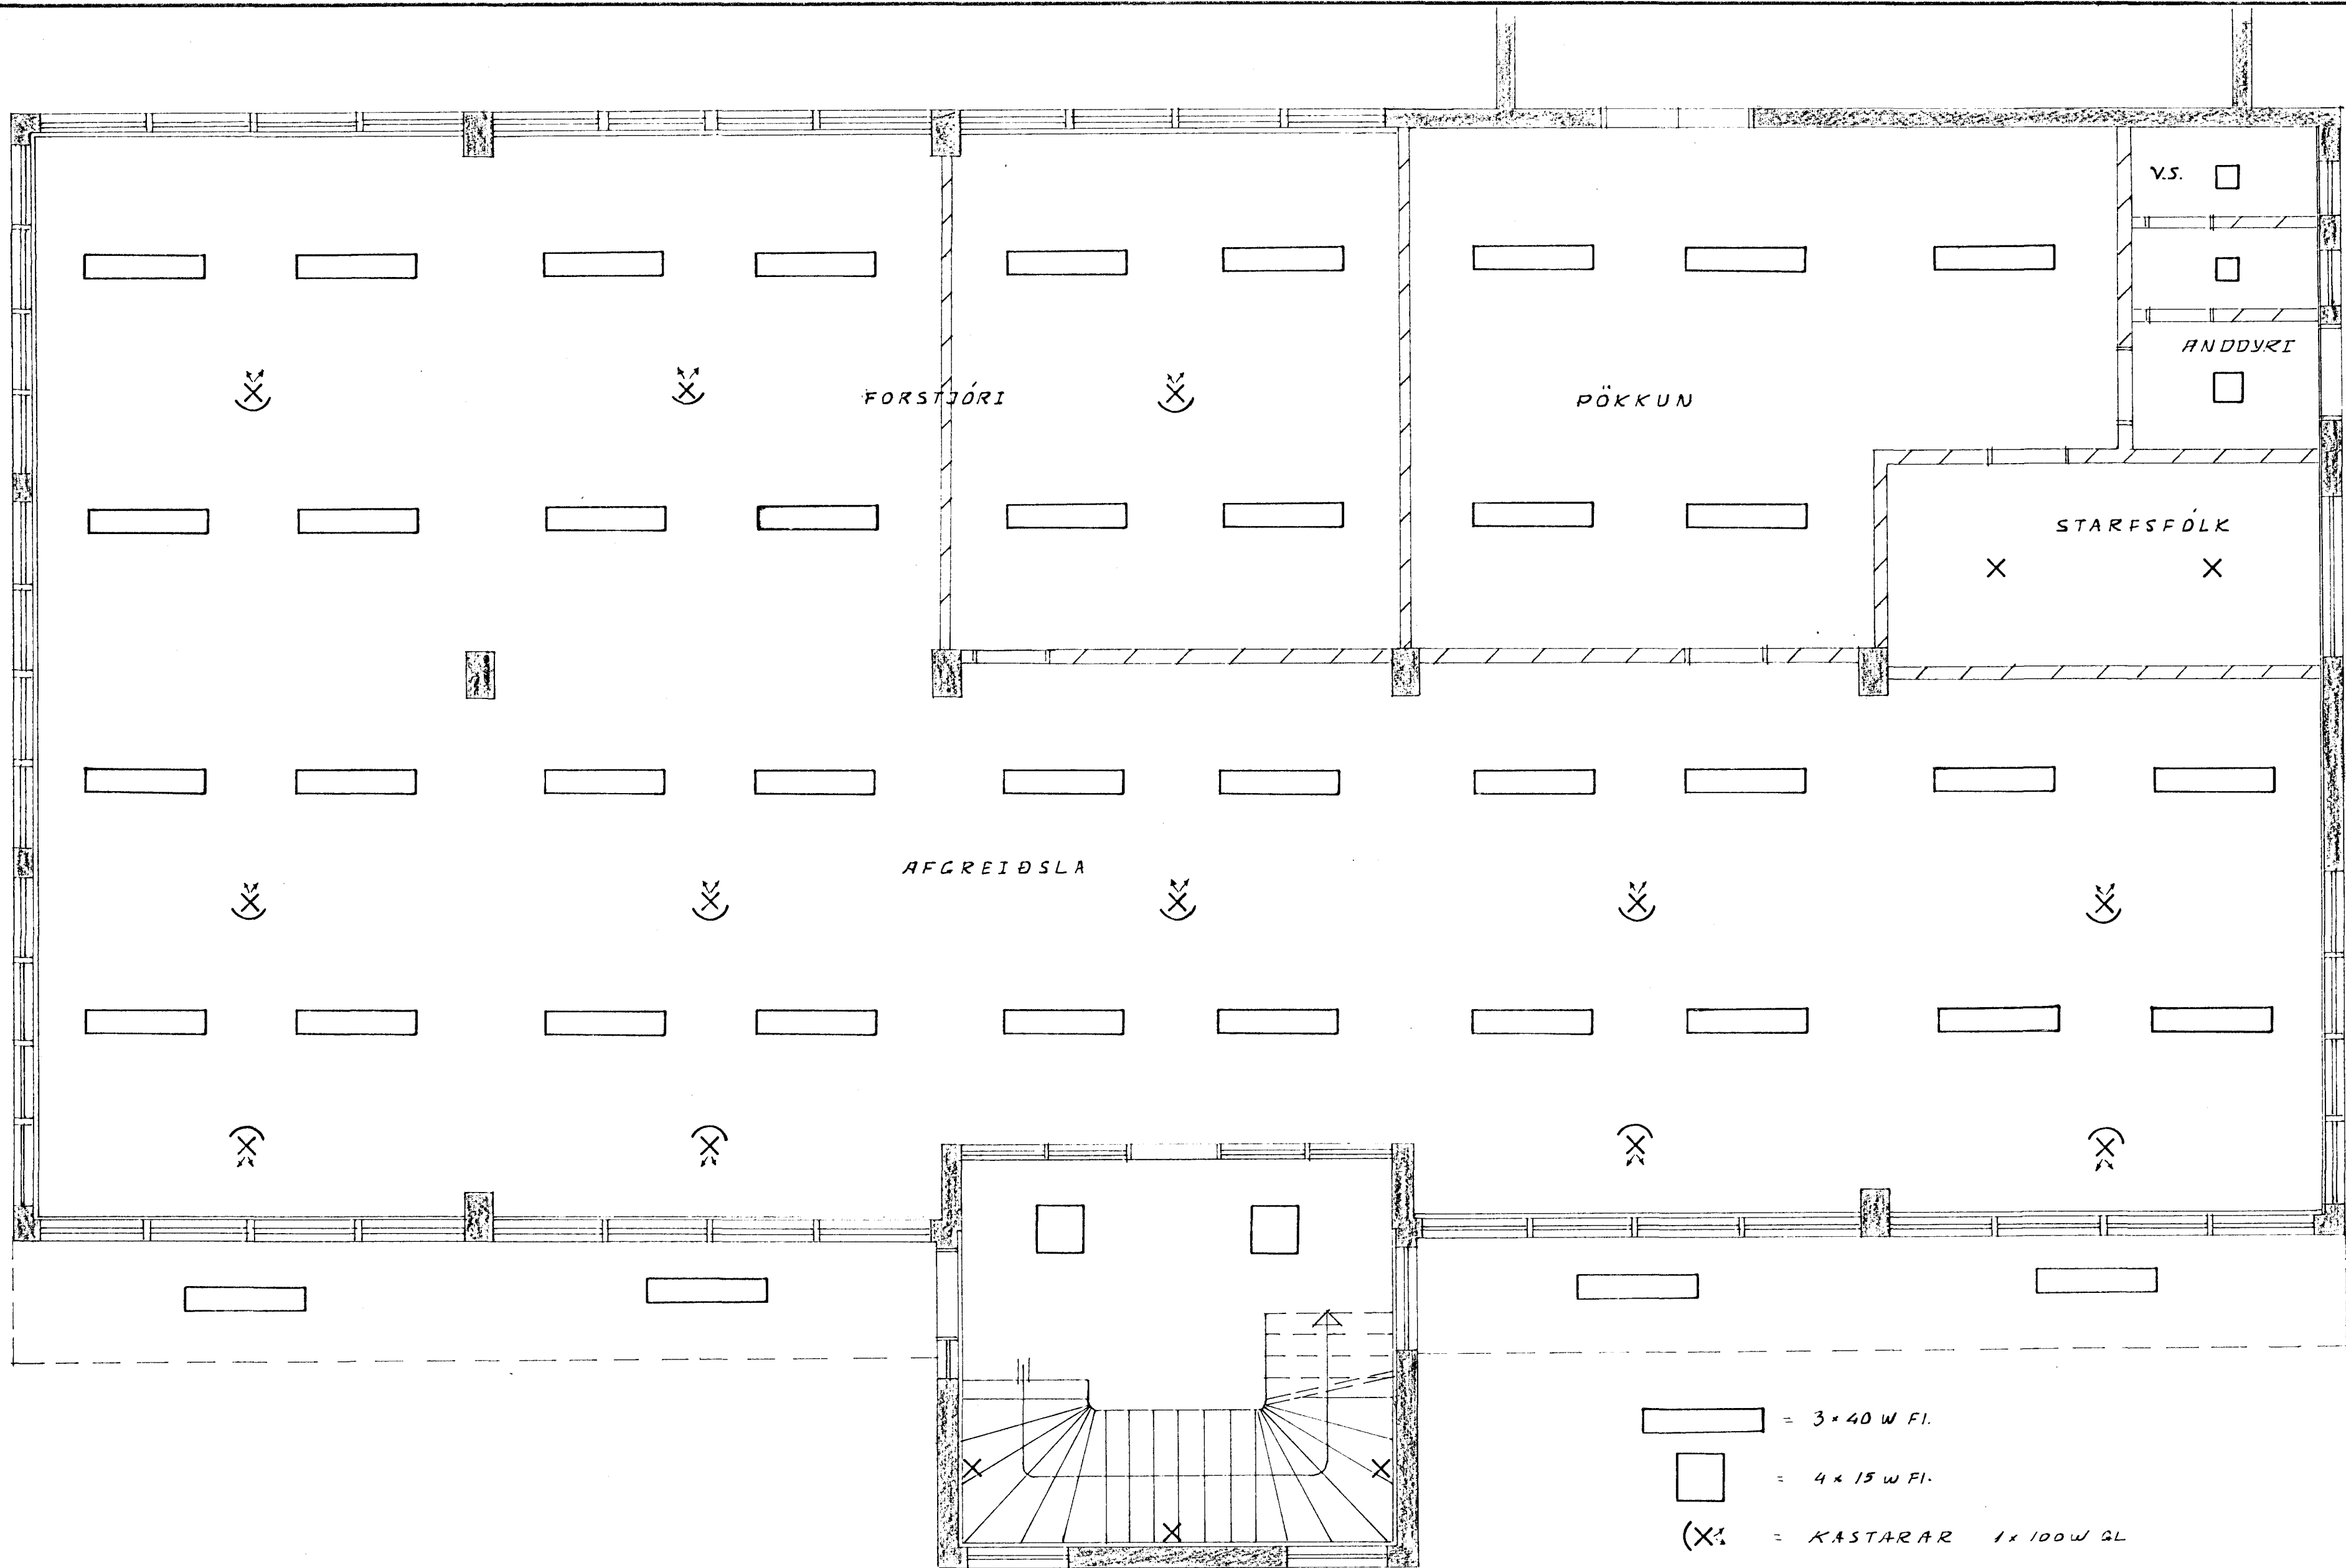 V.S.
ANDDYRI
FORSTJÓRI
PÖKKUN
STARFSFÓLK
AFGREIÐSLA
= 3 × 40 W Fl.
= 4 × 15 W Fl.
= KASTARAR 1 × 100 W GL